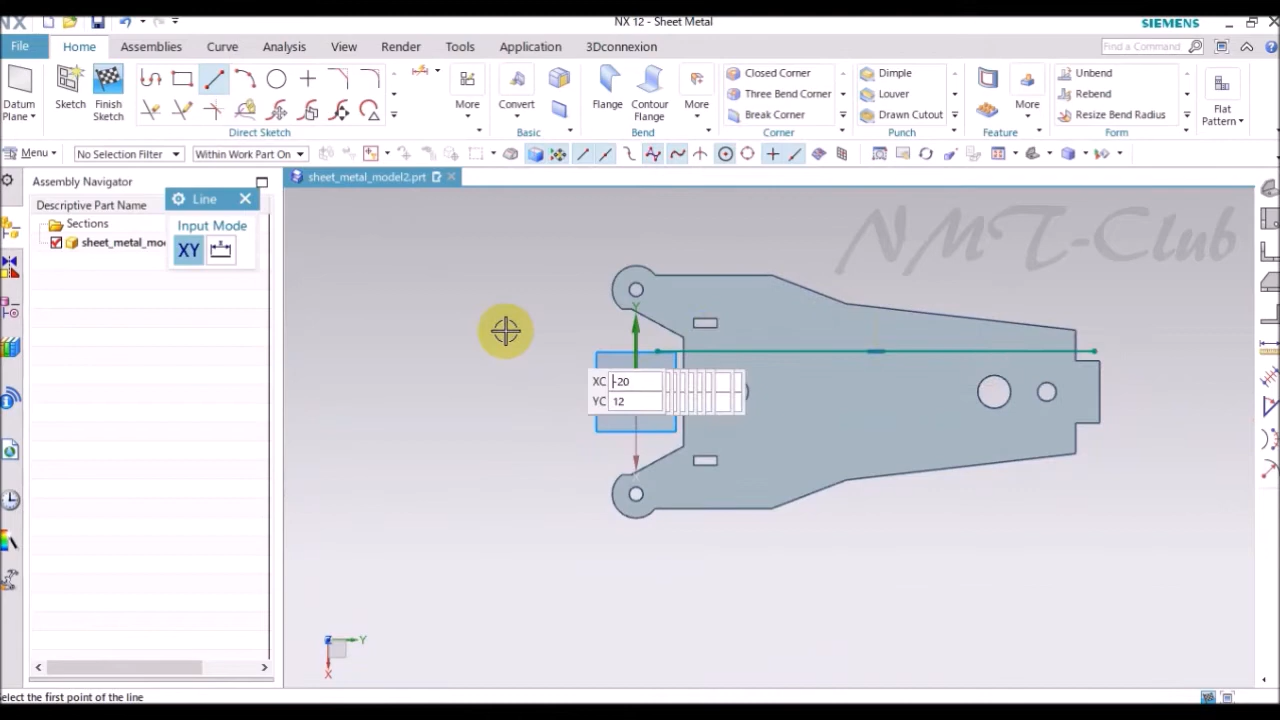 NX
NX 12 - Sheet Metal
SIEMENS
File
Home
Assemblies
Curve
Analysis
View
Render
Tools
Application
3Dconnexion
Find a Command
Datum
Plane
Sketch
Finish
Sketch
Direct Sketch
More
Convert
Basic
Flange
Contour
Flange
More
Bend
Closed Corner
Three Bend Corner
Break Corner
Corner
Dimple
Louver
Drawn Cutout
Punch
More
Feature
Unbend
Rebend
Resize Bend Radius
Form
Flat
Pattern
Menu
No Selection Filter
Within Work Part On
Assembly Navigator
sheet_metal_model2.prt
Descriptive Part Name
Line
Sections
Input Mode
sheet_metal_mo
XY
NMT-Club
Y
XC -20
YC 12
Y
X
select the first point of the line